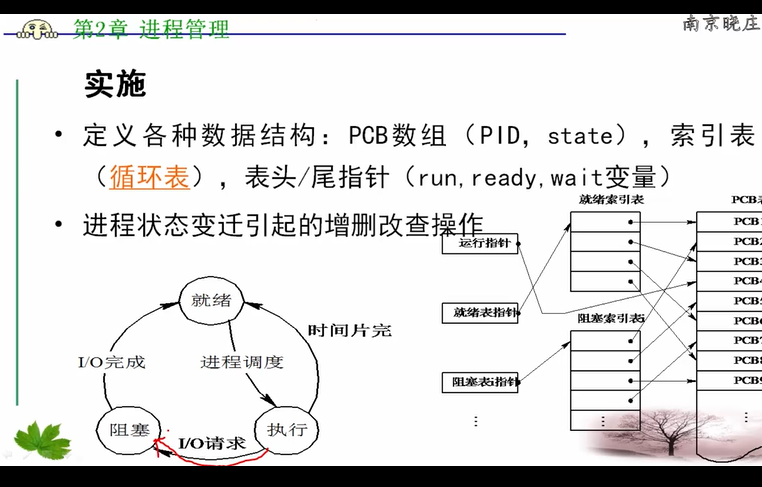 第2章 进程管理
南京晓庄
实施
• 定义各种数据结构：PCB数组（PID，state），索引表
（循环表），表头/尾指针（run,ready,wait变量）
• 进程状态变迁引起的增删改查操作
就绪
时间片完
I/O完成
进程调度
阻塞
执行
I/O请求
运行指针
就绪表指针
阻塞表指针
⋮
就绪索引表
阻塞索引表
⋮
PCB表
PCB1
PCB2
PCB3
PCB4
PCB5
PCB6
PCB7
PCB8
PCB9
⋮